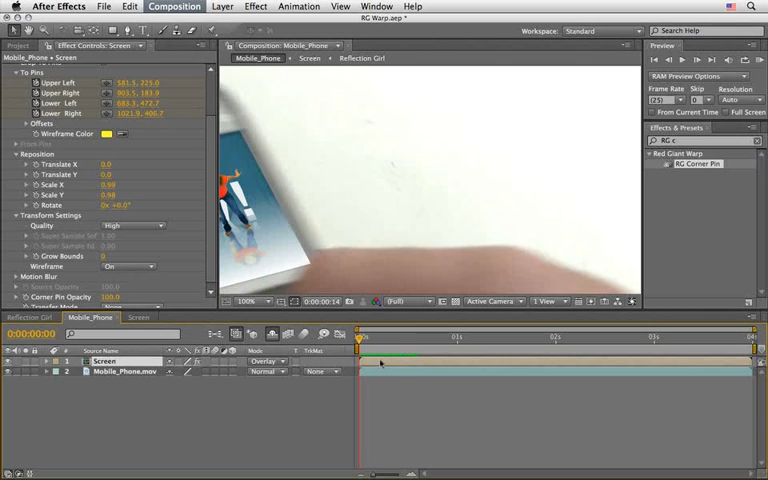 After Effects File Edit Composition Layer Effect Animation View Window Help
RG Warp.aep *
Workspace: Standard Search Help
Project Effect Controls: Screen
Mobile_Phone • Screen
To Pins
Upper Left 581.5, 225.0
Upper Right 903.5, 183.9
Lower Left 683.3, 472.7
Lower Right 1021.9, 406.7
Offsets
Wireframe Color
From Pins
Reposition
Translate X 0.0
Translate Y 0.0
Scale X 0.99
Scale Y 0.98
Rotate 0x +0.0°
Transform Settings
Quality High
Grow Bounds 0
Wireframe On
Motion Blur
Source Opacity 100.0
Corner Pin Opacity 100.0
Transfer Mode None
Composition: Mobile_Phone
Mobile_Phone Screen Reflection Girl
100% 0:00:00:14 (Full) Active Camera 1 View
Preview
RAM Preview Options
Frame Rate Skip Resolution
(25) 0 Auto
From Current Time Full Screen
Effects & Presets
RG c
Red Giant Warp
RG Corner Pin
Reflection Girl Mobile_Phone Screen
0:00:00:00
# Source Name Mode T TrkMat
1 Screen Overlay
2 Mobile_Phone.mov Normal None
01s 02s 03s